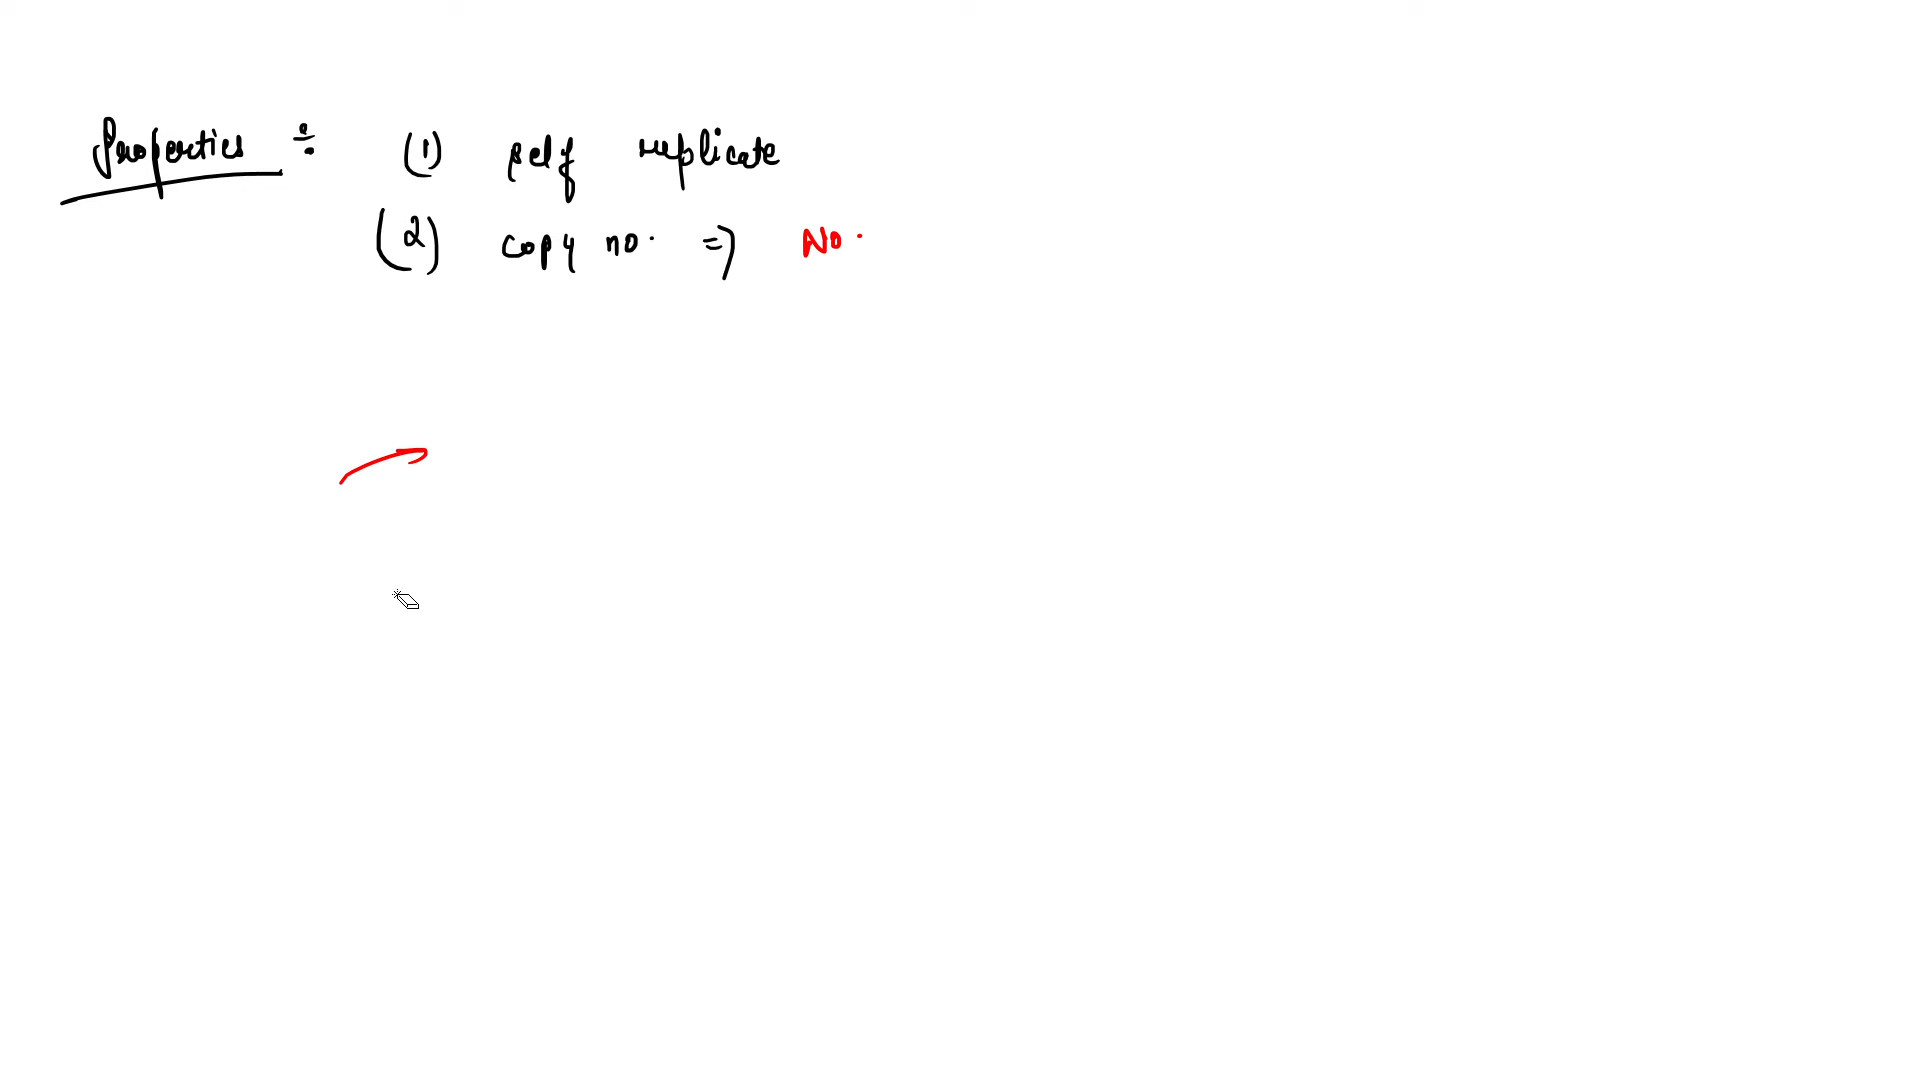 Properties ÷ (1) self replicate
(2) copy no. => No.